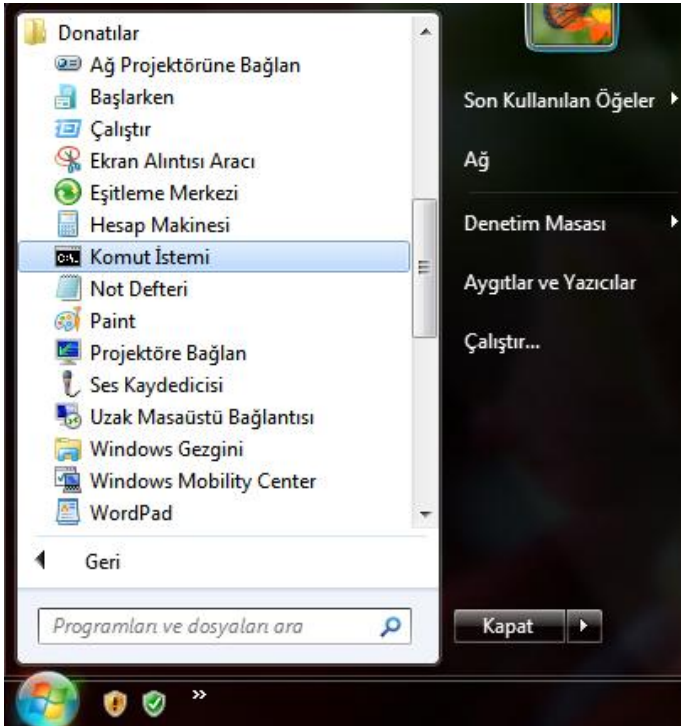 Donatılar
Ağ Projektörüne Bağlan
Başlarken
Çalıştır
Ekran Alıntısı Aracı
Eşitleme Merkezi
Hesap Makinesi
Komut İstemi
Not Defteri
Paint
Projektöre Bağlan
Ses Kaydedicisi
Uzak Masaüstü Bağlantısı
Windows Gezgini
Windows Mobility Center
WordPad
Geri
Programları ve dosyaları ara
Son Kullanılan Öğeler
Ağ
Denetim Masası
Aygıtlar ve Yazıcılar
Çalıştır...
Kapat